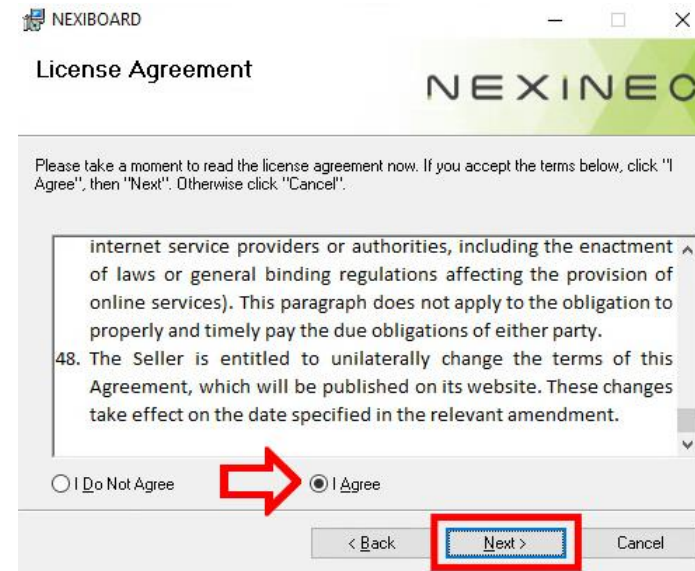 NEXIBOARD
License Agreement
NEXINEO
Please take a moment to read the license agreement now. If you accept the terms below, click "I
Agree", then "Next". Otherwise click "Cancel".
internet service providers or authorities, including the enactment
of laws or general binding regulations affecting the provision of
online services). This paragraph does not apply to the obligation to
properly and timely pay the due obligations of either party.
48. The Seller is entitled to unilaterally change the terms of this
Agreement, which will be published on its website. These changes
take effect on the date specified in the relevant amendment.
I Do Not Agree
I Agree
< Back
Next >
Cancel